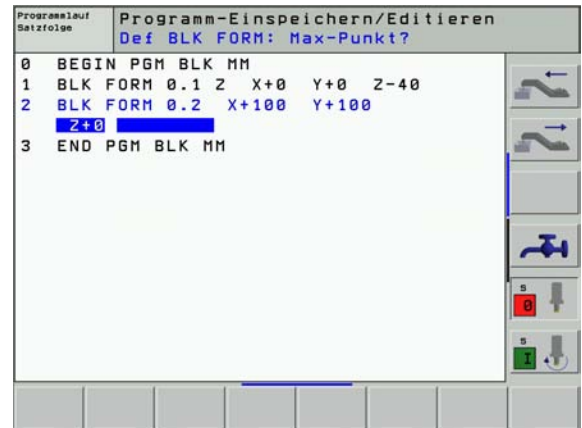 Programmlauf
Satzfolge
Programm-Einspeichern/Editieren
Def BLK FORM: Max-Punkt?
0 BEGIN PGM BLK MM
1 BLK FORM 0.1 Z X+0 Y+0 Z-40
2 BLK FORM 0.2 X+100 Y+100
Z+0
3 END PGM BLK MM
S
0
S
I